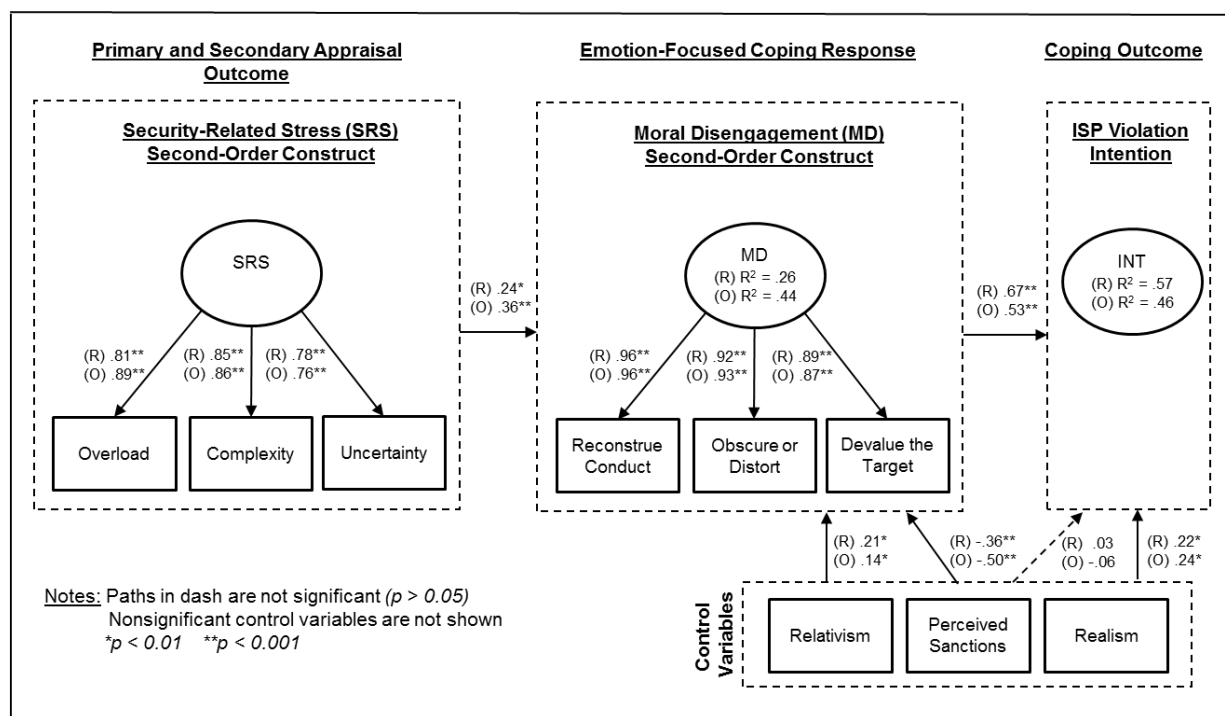 Primary and Secondary Appraisal
Outcome
Emotion-Focused Coping Response
Coping Outcome
Security-Related Stress (SRS)
Second-Order Construct
Moral Disengagement (MD)
Second-Order Construct
ISP Violation
Intention
SRS
MD
(R) R² = .26
(O) R² = .44
INT
(R) R² = .57
(O) R² = .46
(R) .24*
(O) .36**
(R) .67**
(O) .53**
(R) .81**
(O) .89**
(R) .85**
(O) .86**
(R) .78**
(O) .76**
(R) .96**
(O) .96**
(R) .92**
(O) .93**
(R) .89**
(O) .87**
Overload
Complexity
Uncertainty
Reconstrue
Conduct
Obscure or
Distort
Devalue the
Target
(R) .21*
(O) .14*
(R) -.36**
(O) -.50**
(R) .03
(O) -.06
(R) .22*
(O) .24*
Notes: Paths in dash are not significant (p > 0.05)
Nonsignificant control variables are not shown
*p < 0.01 **p < 0.001
Control
Variables
Relativism
Perceived
Sanctions
Realism